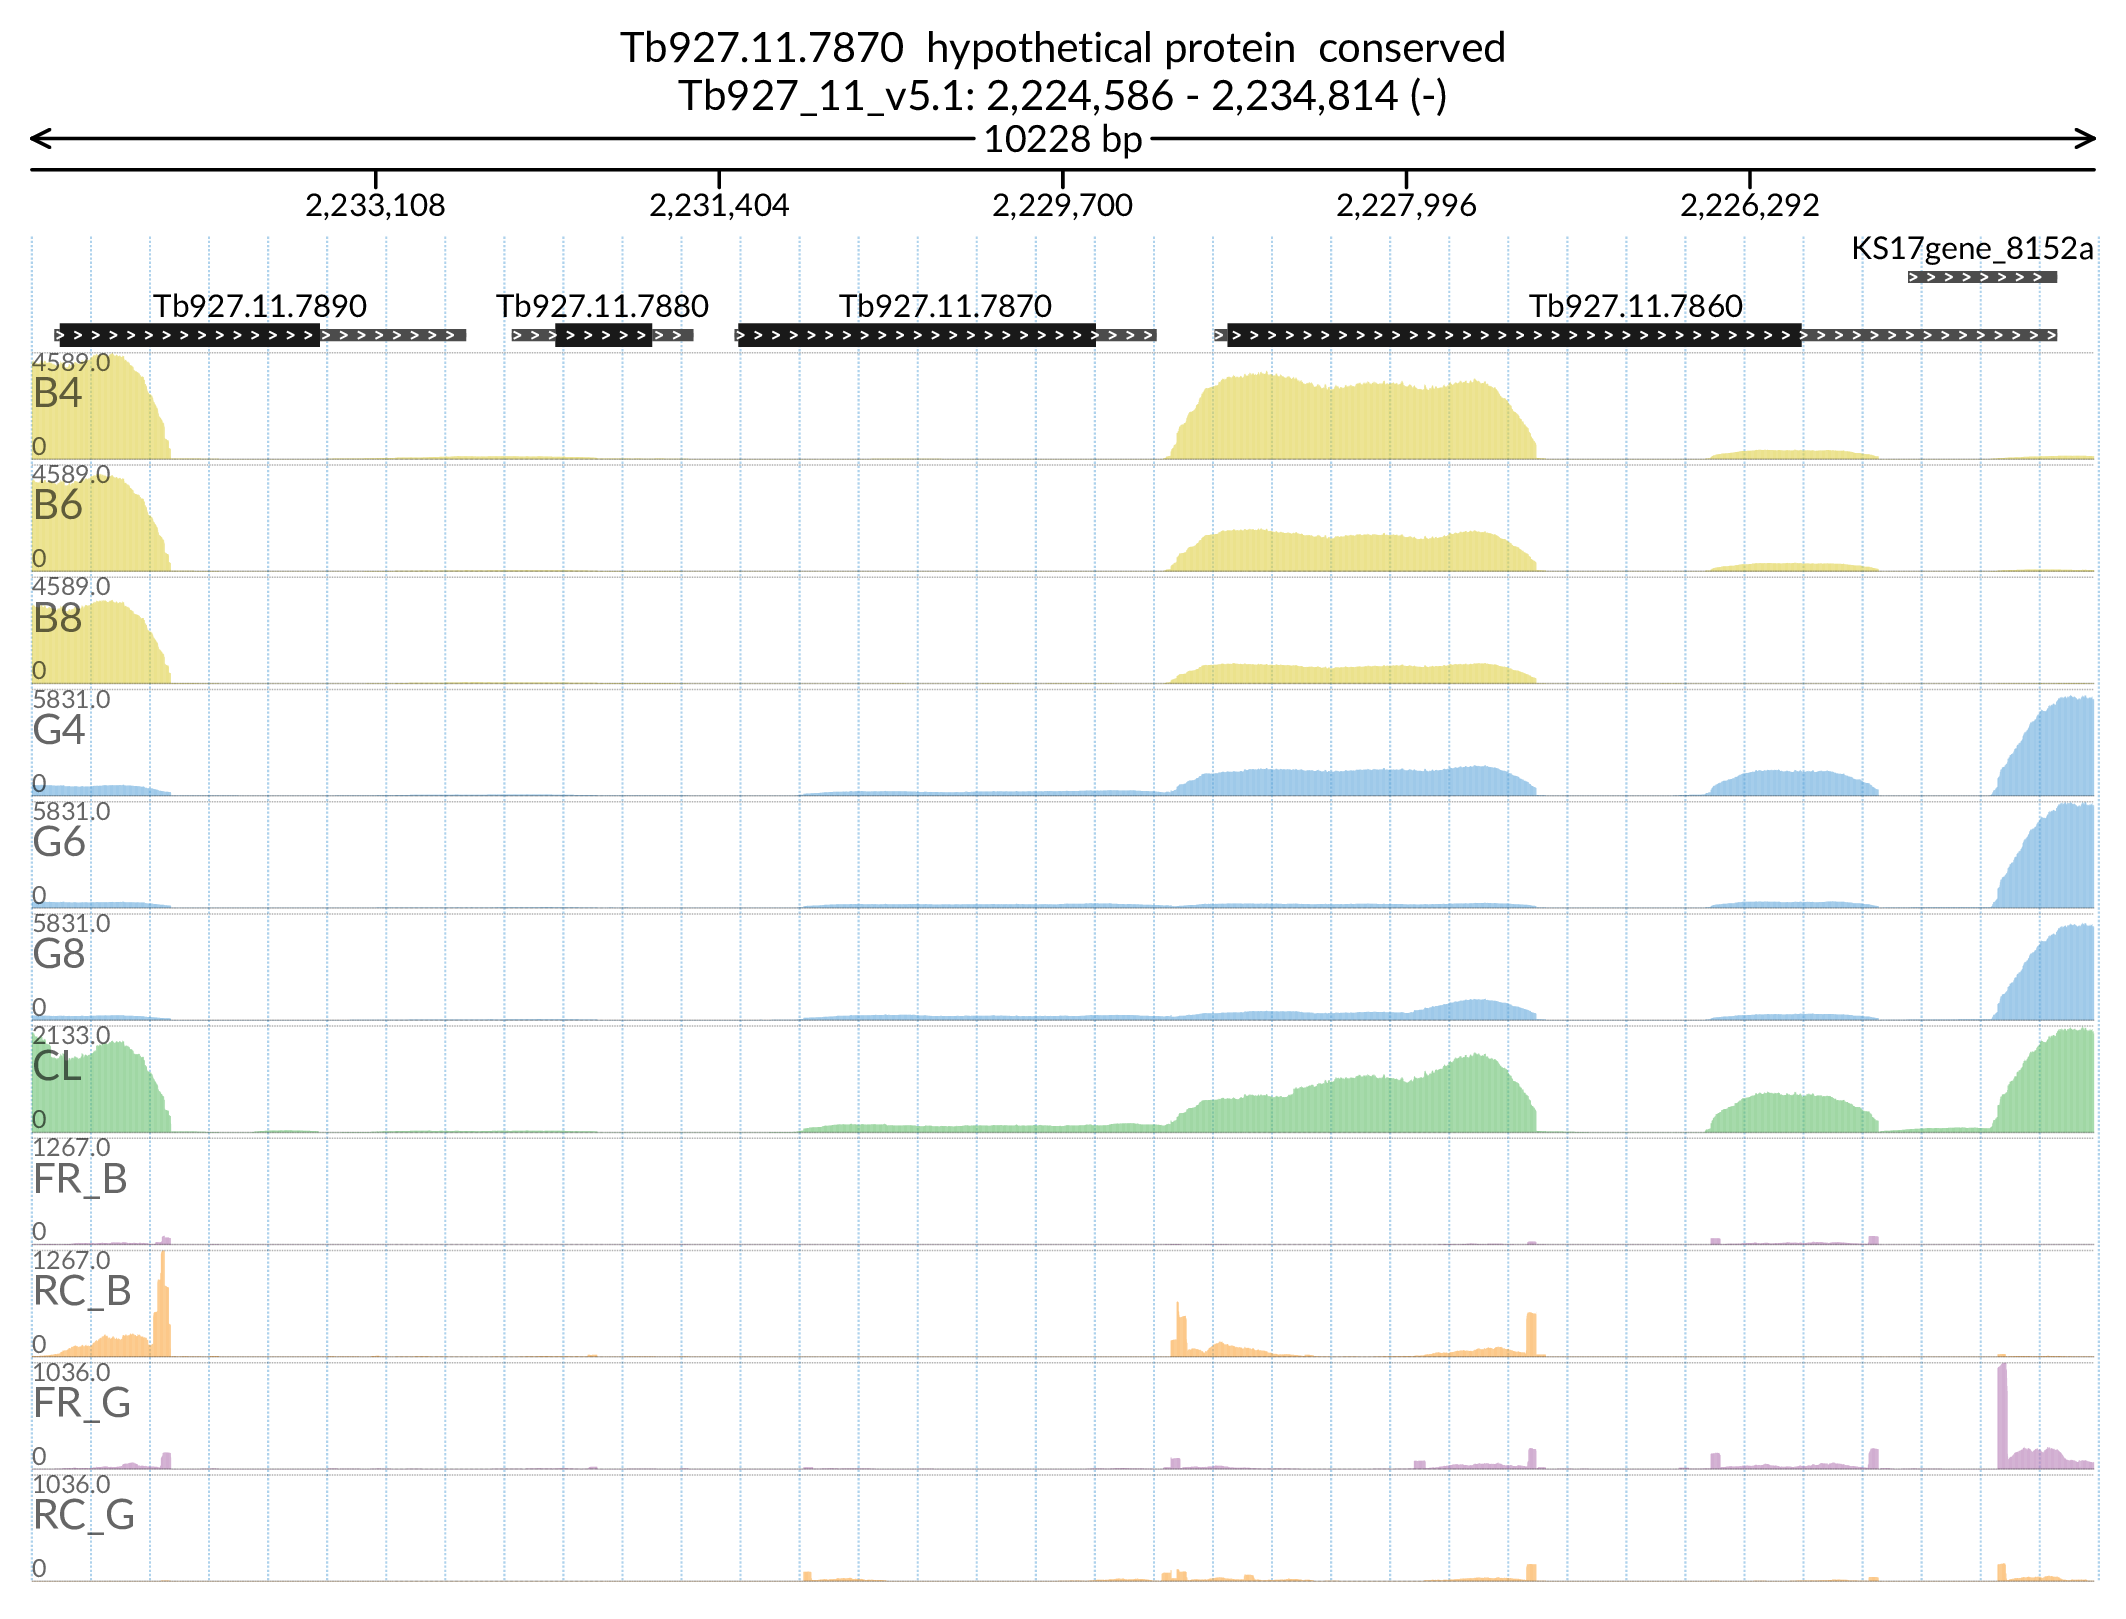 Tb927.11.7870  hypothetical protein  conserved
Tb927_11_v5.1: 2,224,586 - 2,234,814 (-)
10228 bp
2,233,108 2,231,404 2,229,700 2,227,996 2,226,292
KS17gene_8152a
Tb927.11.7890 Tb927.11.7880 Tb927.11.7870 Tb927.11.7860
4589.0
B4
0
4589.0
B6
0
4589.0
B8
0
5831.0
G4
0
5831.0
G6
0
5831.0
G8
0
2133.0
CL
0
1267.0
FR_B
0
1267.0
RC_B
0
1036.0
FR_G
0
1036.0
RC_G
0